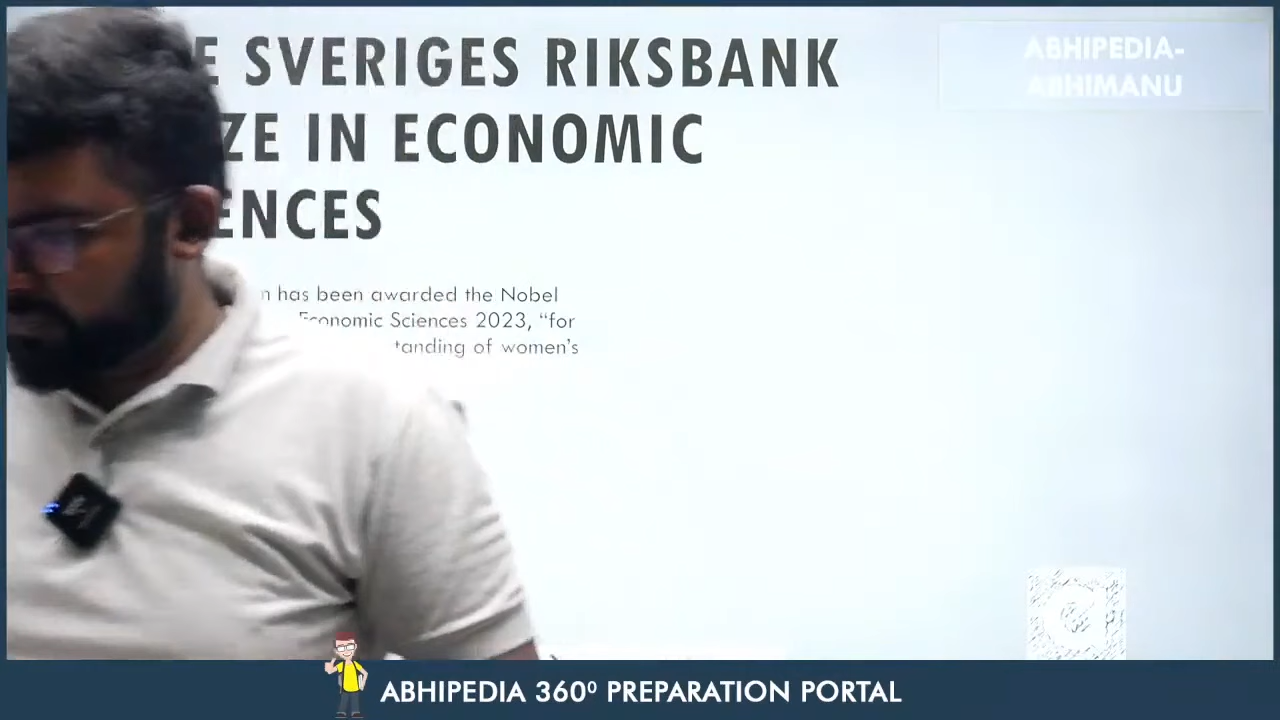 E SVERIGES RIKSBANK
ZE IN ECONOMIC
ENCES
ABHIPEDIA-
ABHIMANU
n has been awarded the Nobel
Economic Sciences 2023, “for
tanding of women’s
ABHIPEDIA 360⁰ PREPARATION PORTAL